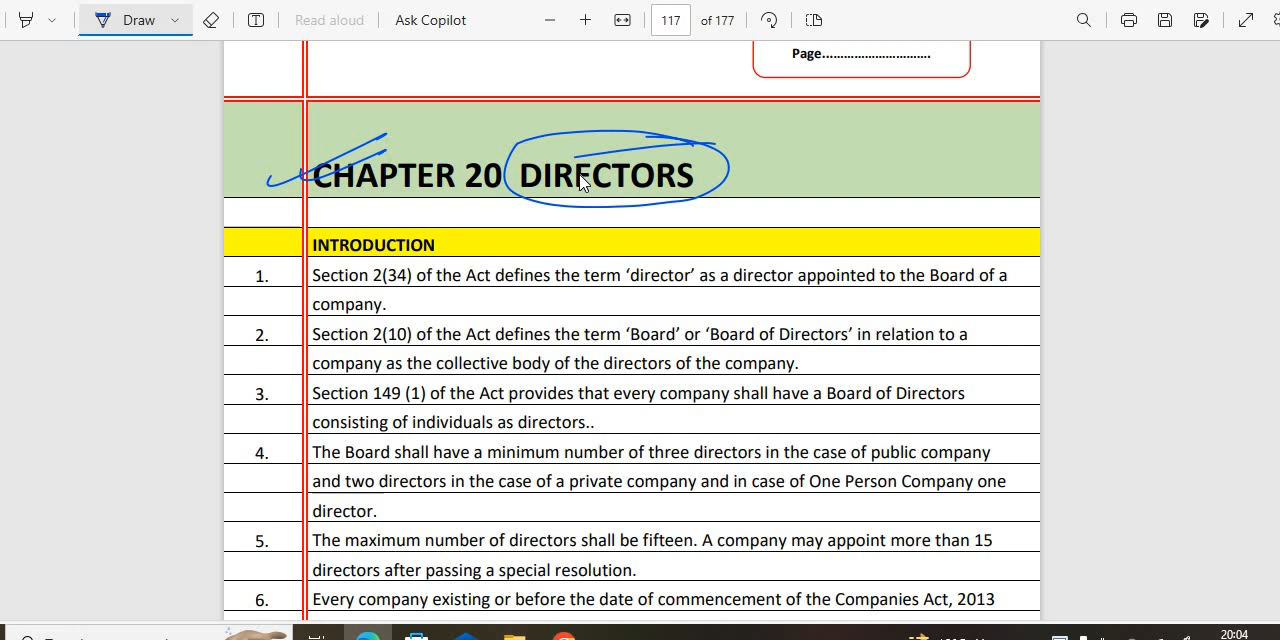 Draw
Read aloud
Ask Copilot
117 of 177
Page................................
CHAPTER 20 DIRECTORS
INTRODUCTION
1. Section 2(34) of the Act defines the term ‘director’ as a director appointed to the Board of a
company.
2. Section 2(10) of the Act defines the term ‘Board’ or ‘Board of Directors’ in relation to a
company as the collective body of the directors of the company.
3. Section 149 (1) of the Act provides that every company shall have a Board of Directors
consisting of individuals as directors..
4. The Board shall have a minimum number of three directors in the case of public company
and two directors in the case of a private company and in case of One Person Company one
director.
5. The maximum number of directors shall be fifteen. A company may appoint more than 15
directors after passing a special resolution.
6. Every company existing or before the date of commencement of the Companies Act, 2013
20:04